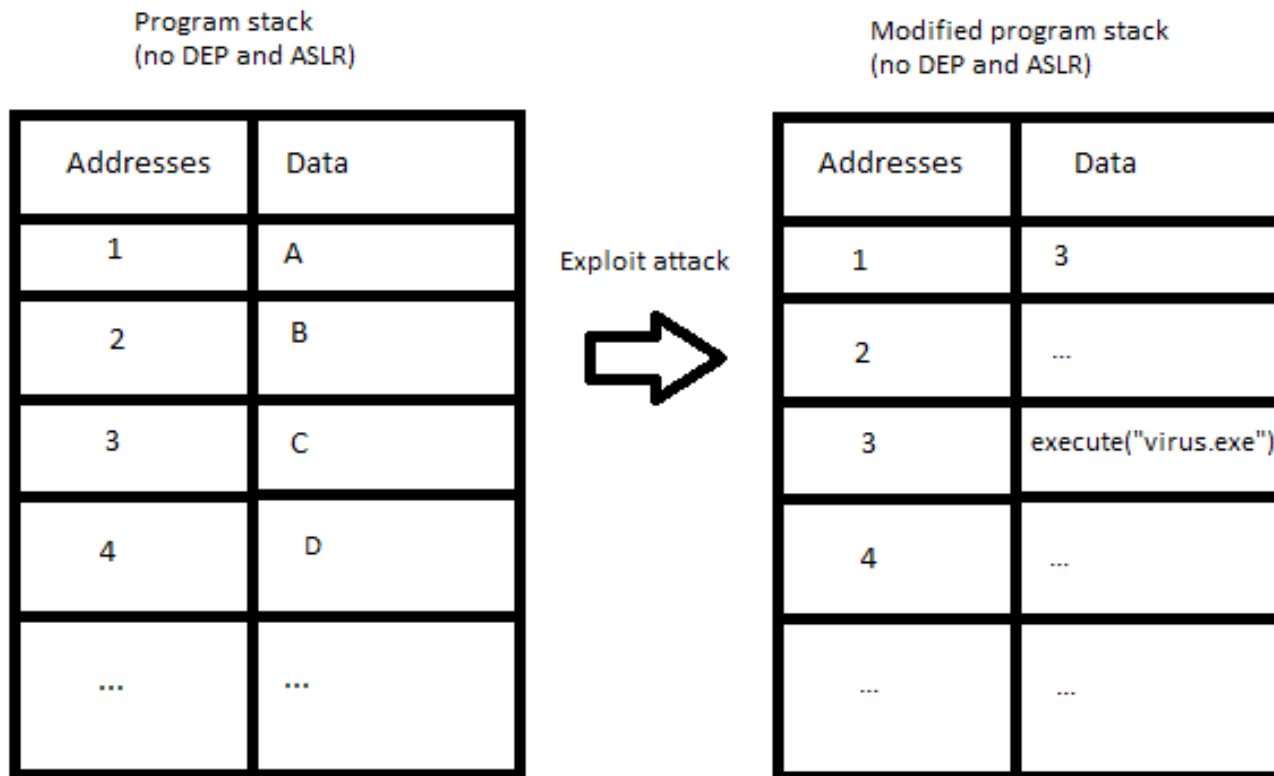 Program stack
(no DEP and ASLR)
Modified program stack
(no DEP and ASLR)
Addresses Data
1 A
2 B
3 C
4 D
... ...
Exploit attack
Addresses Data
1 3
2 ...
3 execute("virus.exe")
4 ...
... ...